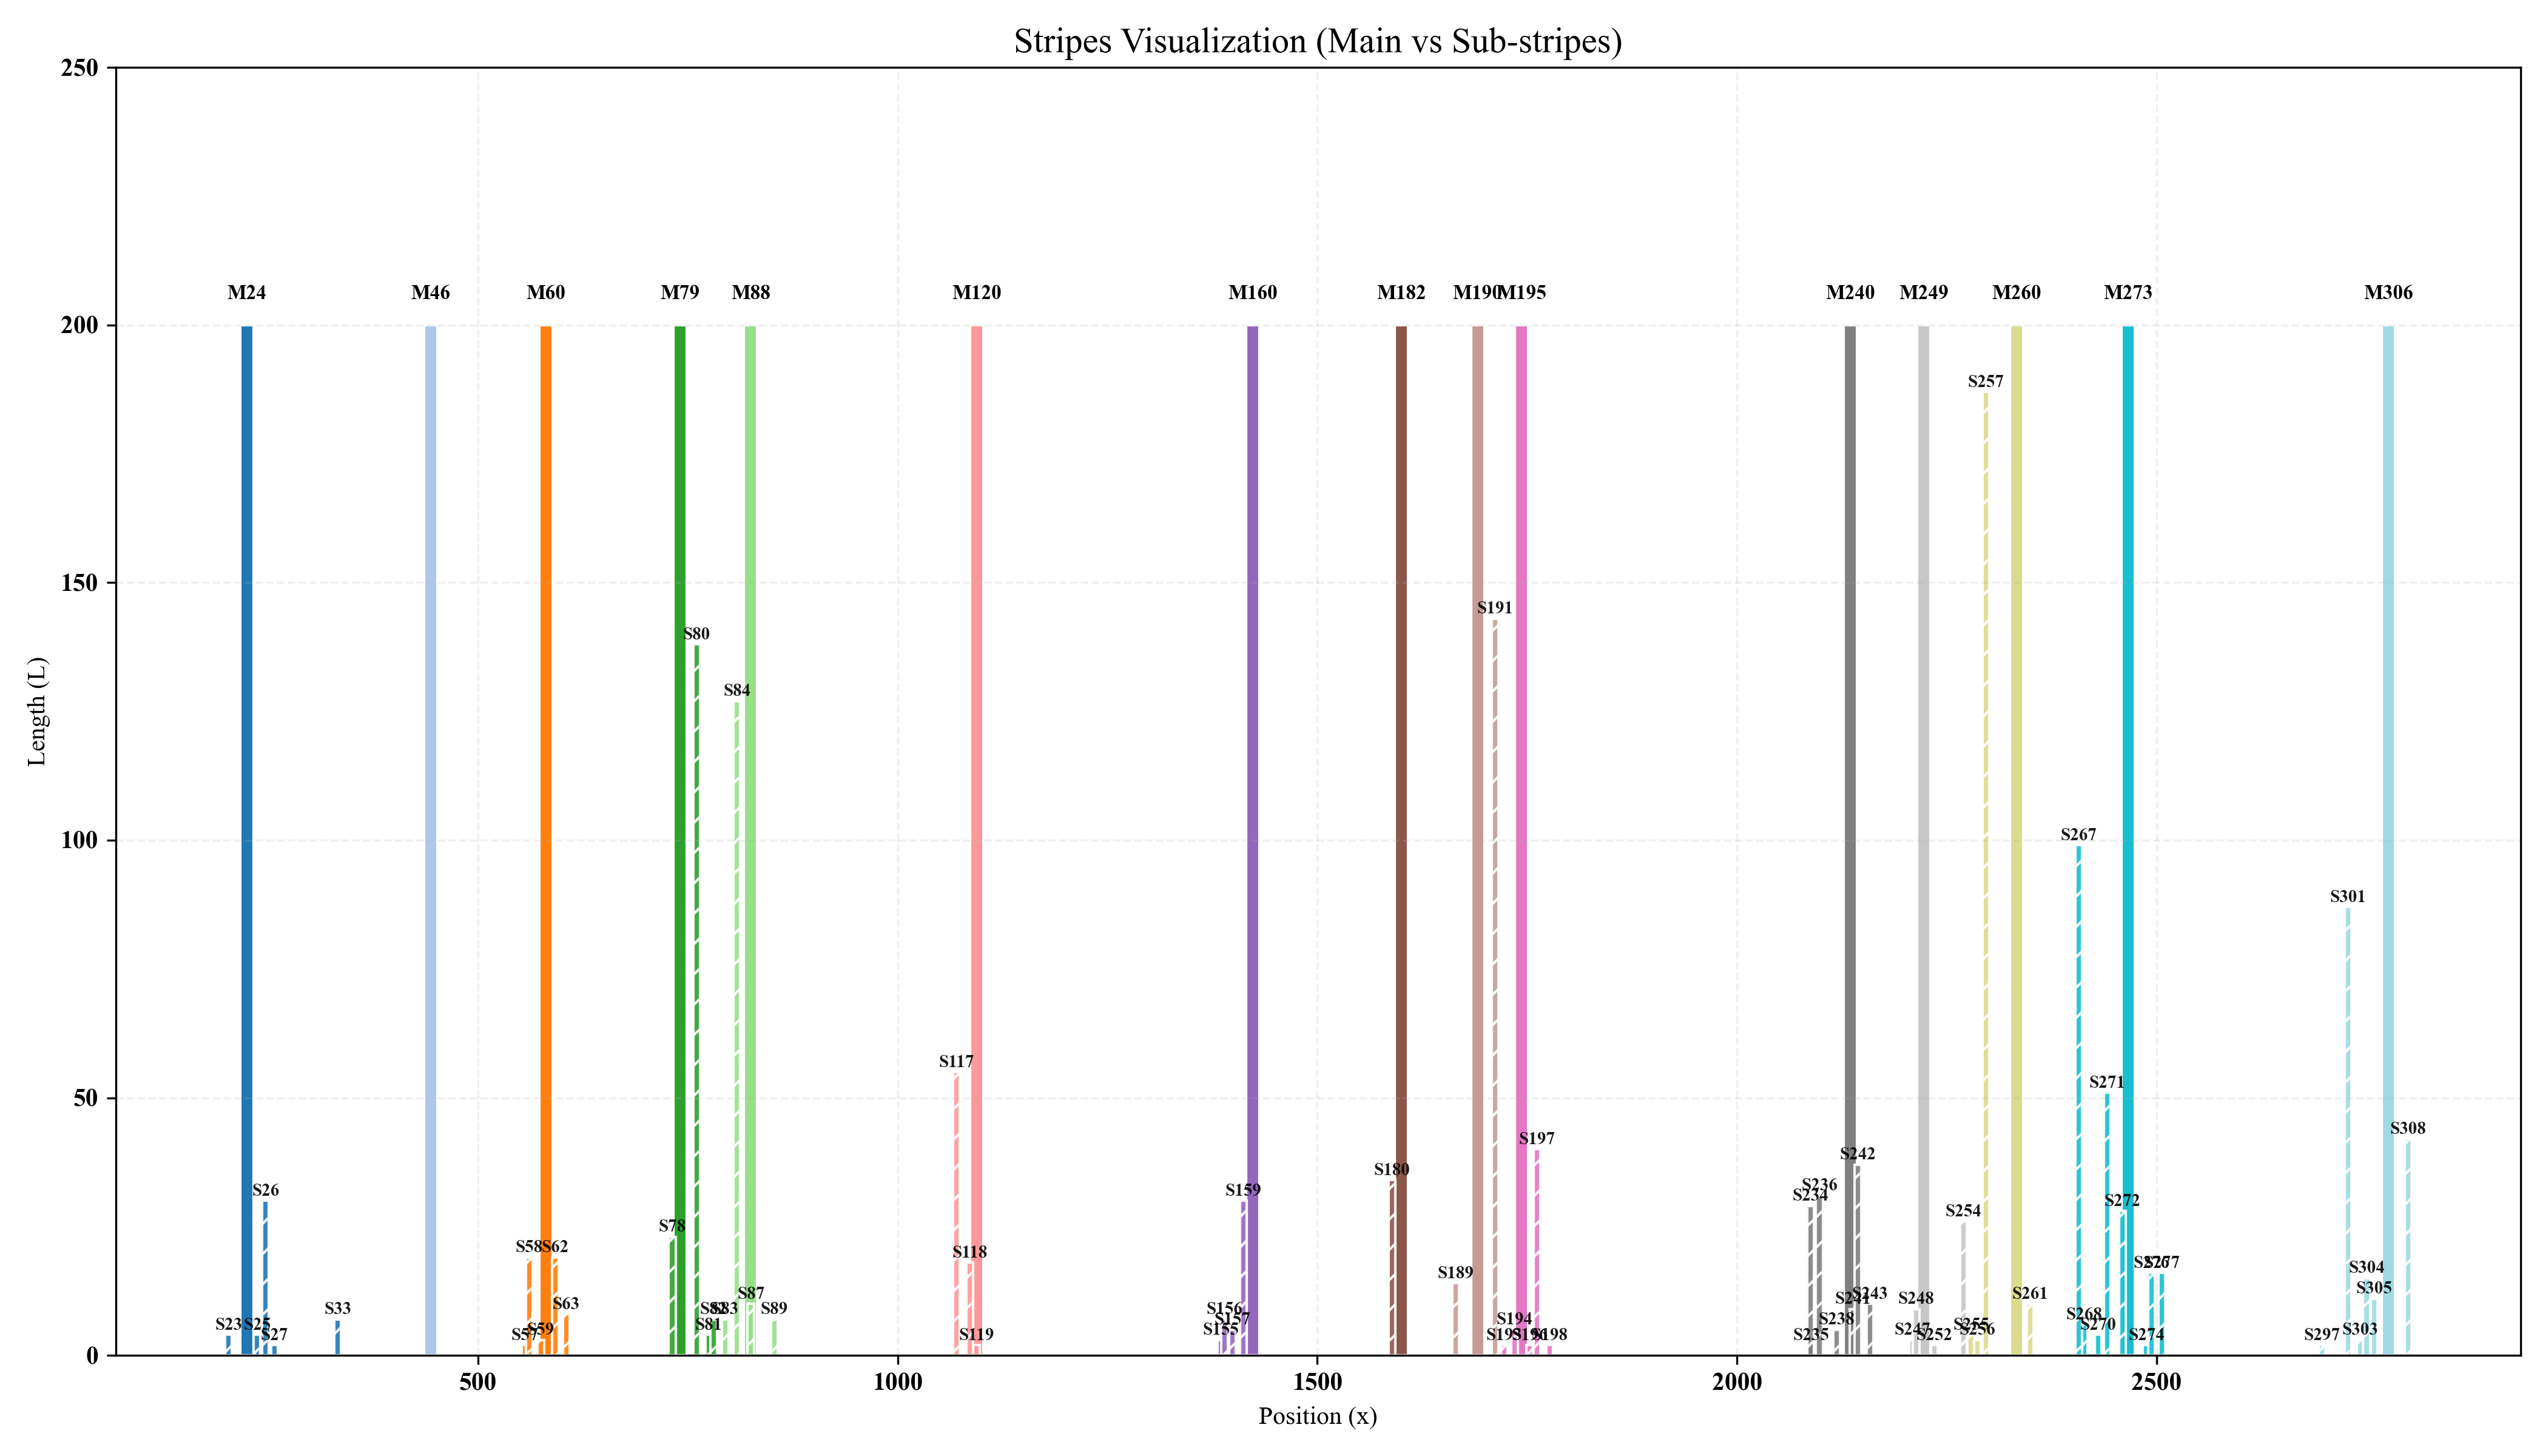 Stripes Visualization (Main vs Sub-stripes)
250
M24 M46 M60 M79 M88 M120 M160 M182 M190 M195 M240 M249 M260 M273 M306
200
S257
150
S191
S80
S84
100
S267
S301
S271
50
S117
S308
S197
S242
S180
S26 S159 S236
S234
S272
S254
S78
S58 S62 S118
S277
S304
S189
S305
S87 S243 S261
S241
S63
S33 S83 S89 S156 S248
S268
S157 S194 S238
S23 S25 S81 S155 S255 S270
S59 S247 S256 S303
S27 S57 S119 S198 S235 S252 S274 S297
0
500 1000 1500 2000 2500
Position (x)
Length (L)